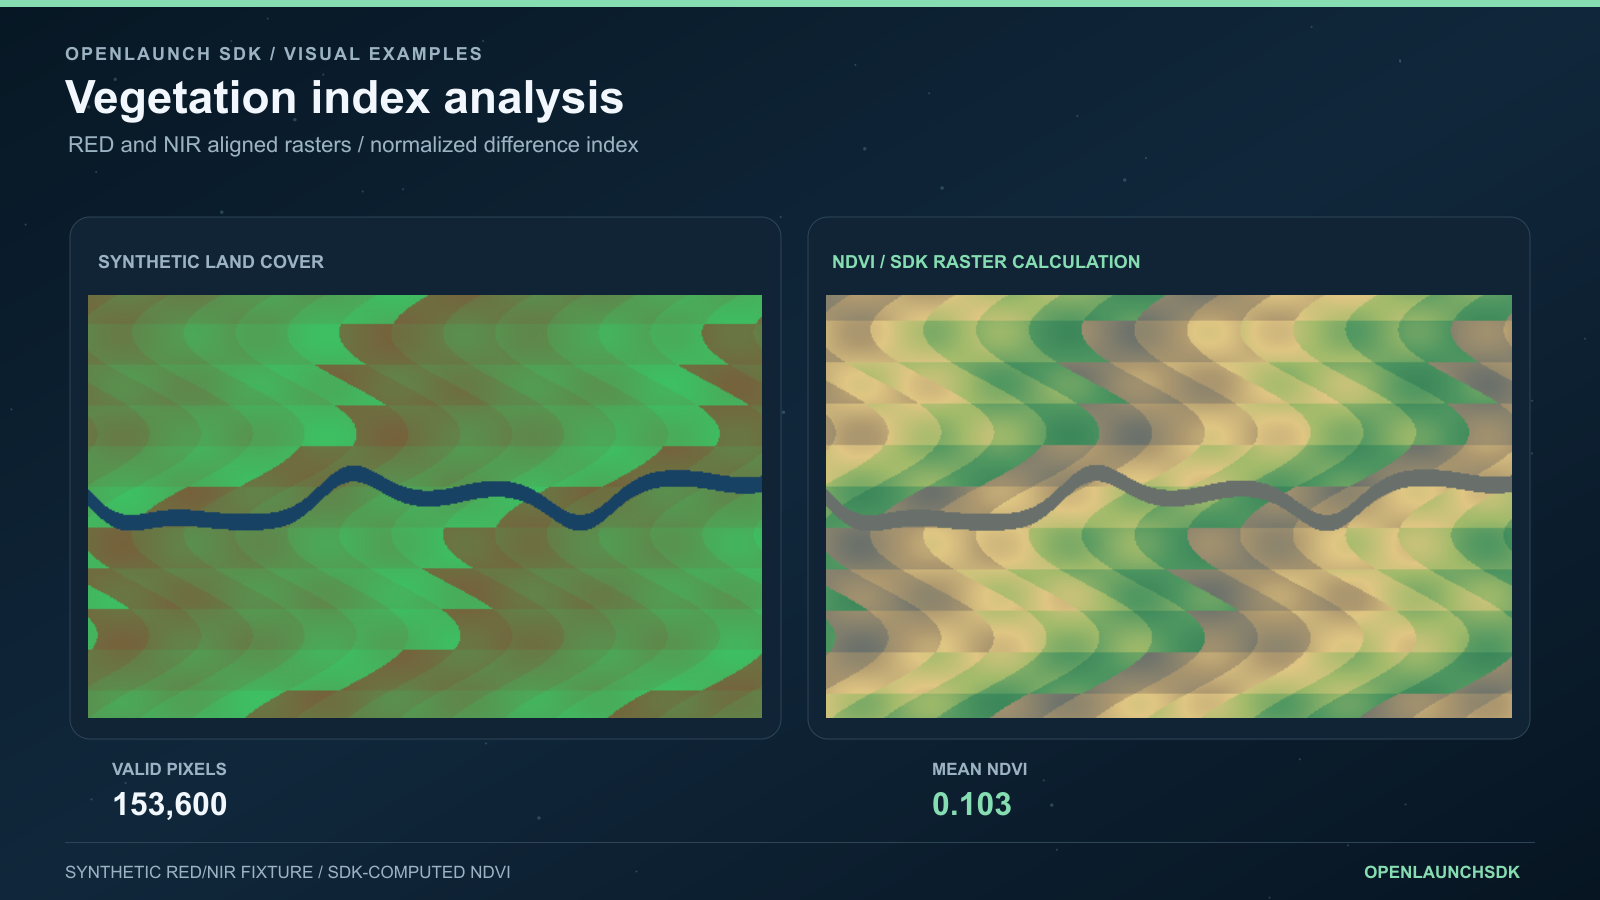 OPENLAUNCH SDK / VISUAL EXAMPLES
Vegetation index analysis
RED and NIR aligned rasters / normalized difference index
SYNTHETIC LAND COVER
NDVI / SDK RASTER CALCULATION
VALID PIXELS
153,600
MEAN NDVI
0.103
SYNTHETIC RED/NIR FIXTURE / SDK-COMPUTED NDVI
OPENLAUNCHSDK